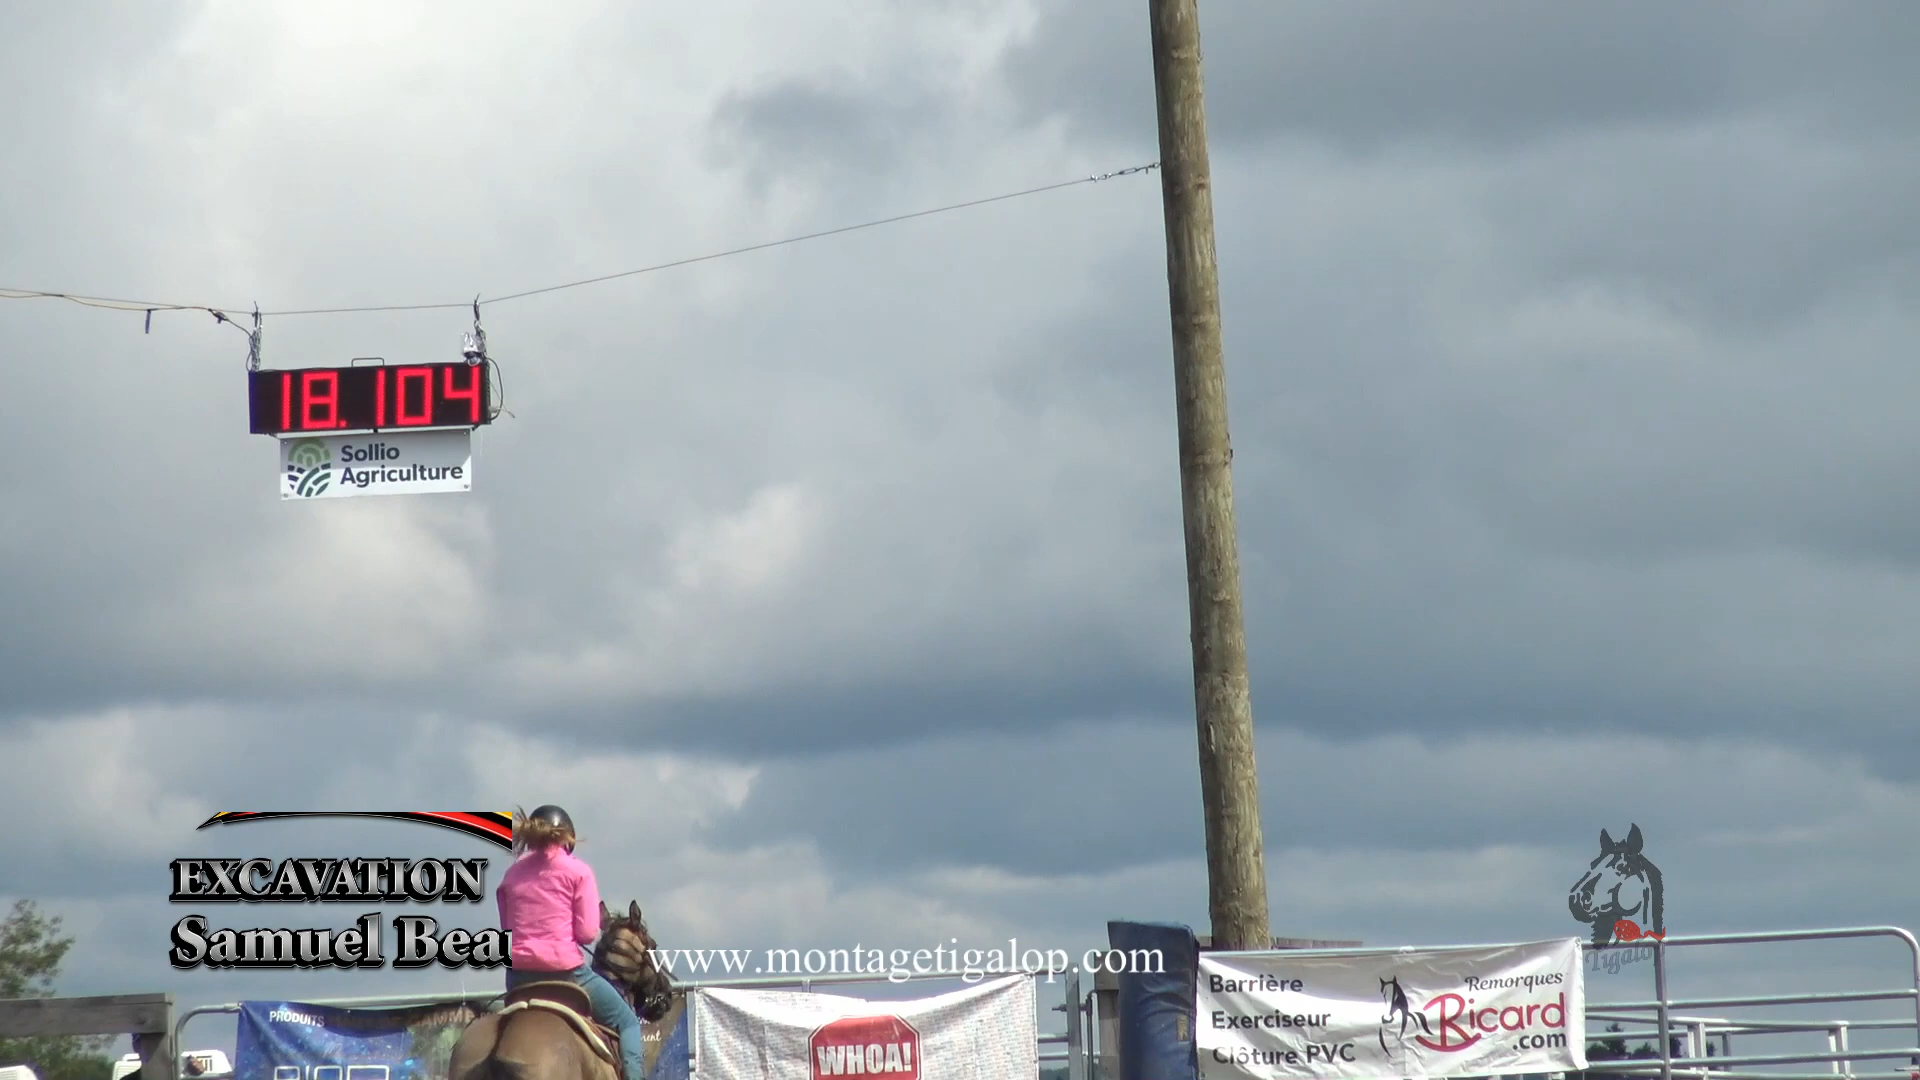 18.104
Sollio
Agriculture
EXCAVATION
Samuel Bea
www.montagetigalop.com
Tigalop
PRODUITS
WHOA!
Barrière
Exerciseur
Clôture PVC
Remorques
Ricard
.com